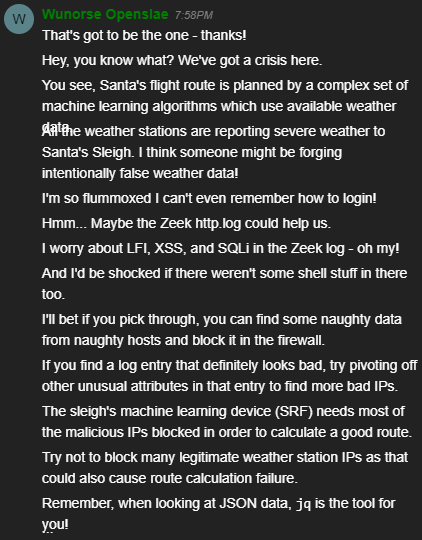 W
Wunorse Openslae 7:58PM
That's got to be the one - thanks!
Hey, you know what? We've got a crisis here.
You see, Santa's flight route is planned by a complex set of
machine learning algorithms which use available weather
data.
All the weather stations are reporting severe weather to
Santa's Sleigh. I think someone might be forging
intentionally false weather data!
I'm so flummoxed I can't even remember how to login!
Hmm... Maybe the Zeek http.log could help us.
I worry about LFI, XSS, and SQLi in the Zeek log - oh my!
And I'd be shocked if there weren't some shell stuff in there
too.
I'll bet if you pick through, you can find some naughty data
from naughty hosts and block it in the firewall.
If you find a log entry that definitely looks bad, try pivoting off
other unusual attributes in that entry to find more bad IPs.
The sleigh's machine learning device (SRF) needs most of
the malicious IPs blocked in order to calculate a good route.
Try not to block many legitimate weather station IPs as that
could also cause route calculation failure.
Remember, when looking at JSON data, jq is the tool for
you!
...